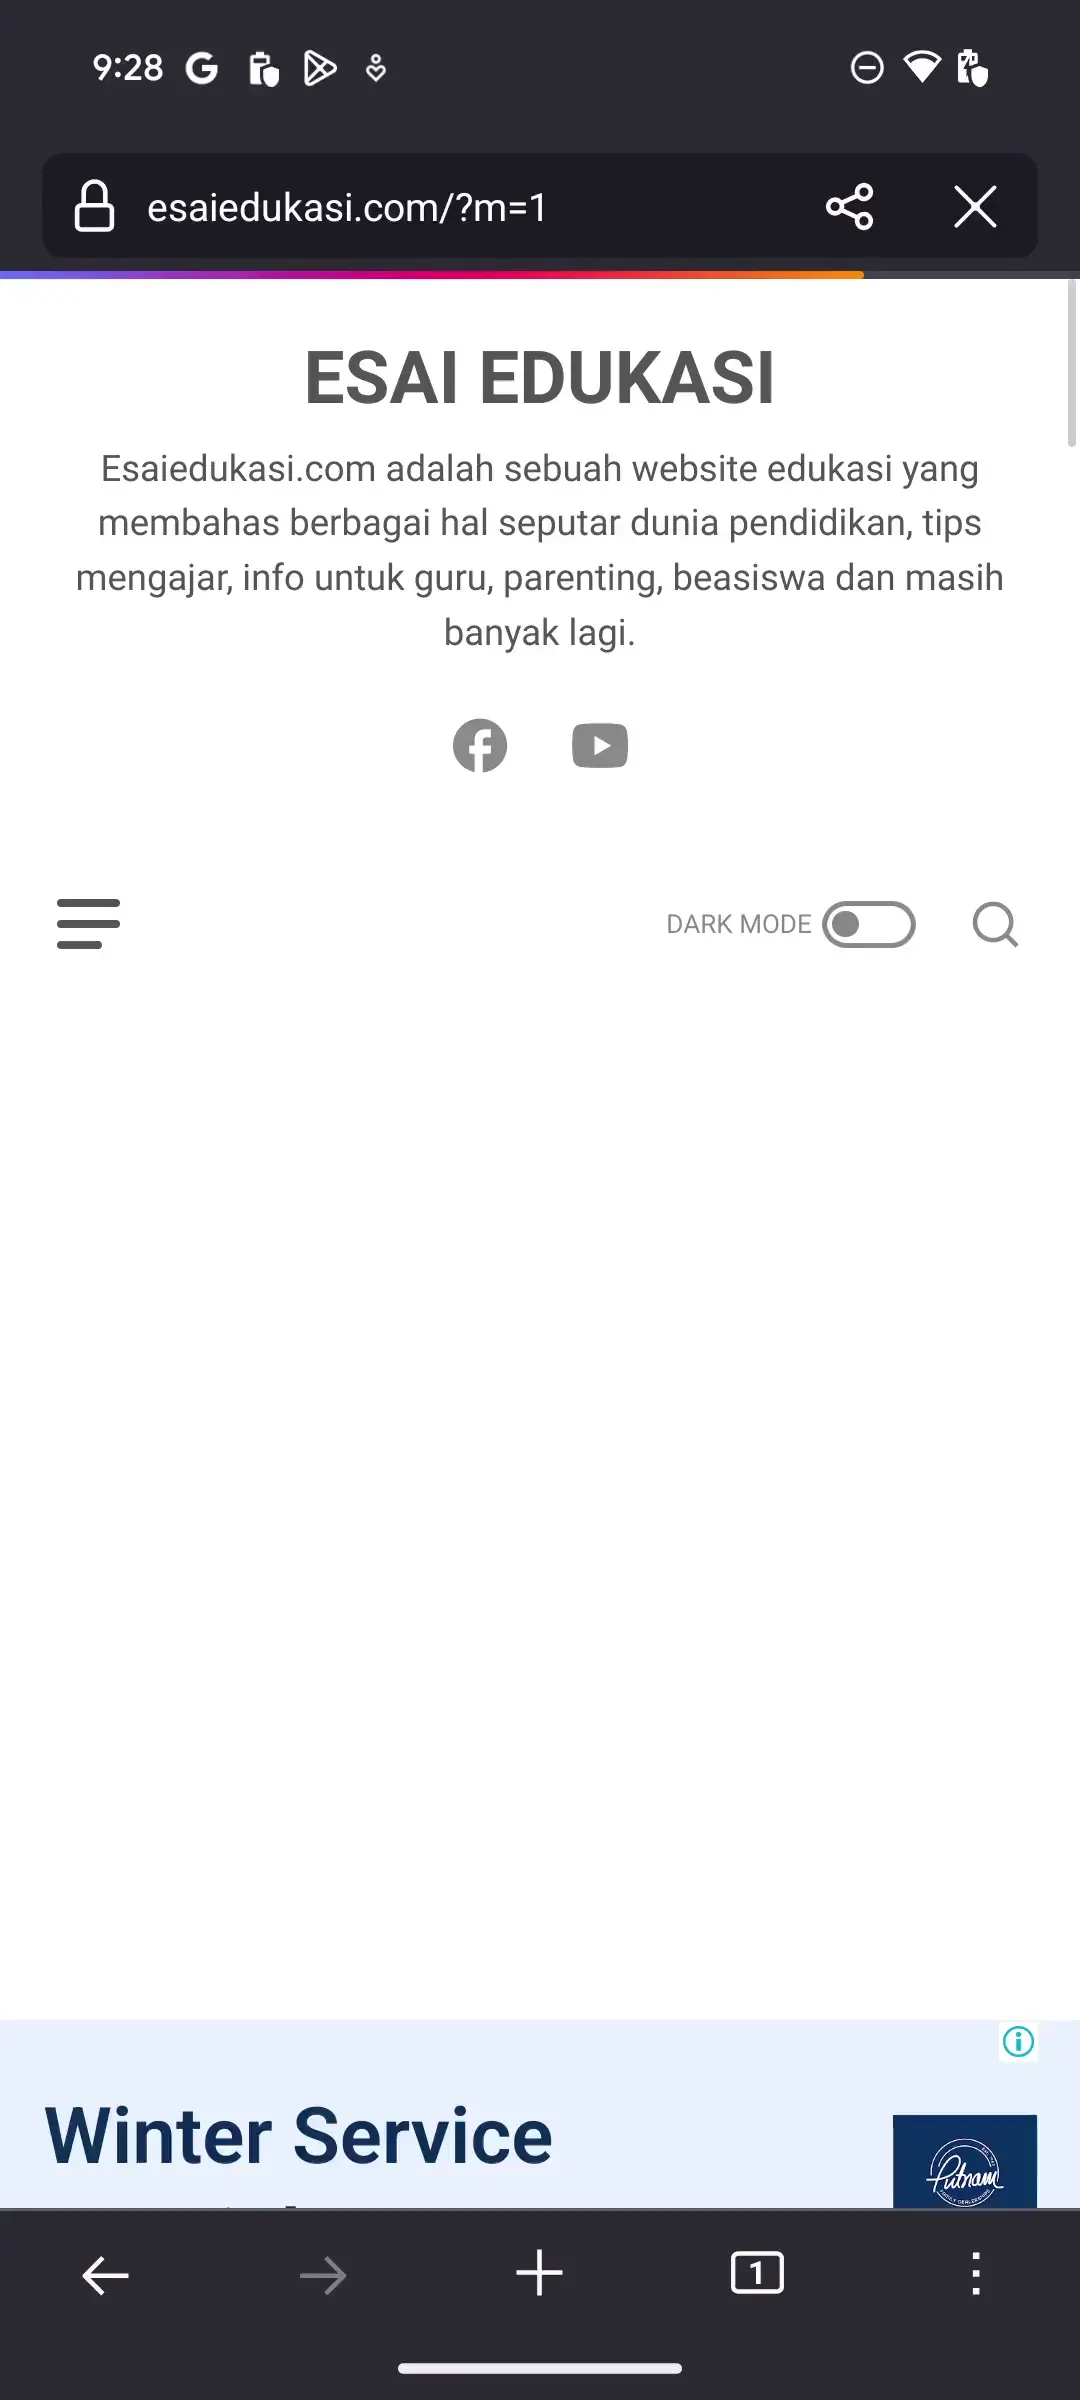 9:28
esaiedukasi.com/?m=1
ESAI EDUKASI
Esaiedukasi.com adalah sebuah website edukasi yang
membahas berbagai hal seputar dunia pendidikan, tips
mengajar, info untuk guru, parenting, beasiswa dan masih
banyak lagi.
DARK MODE
Winter Service
Putnam
1